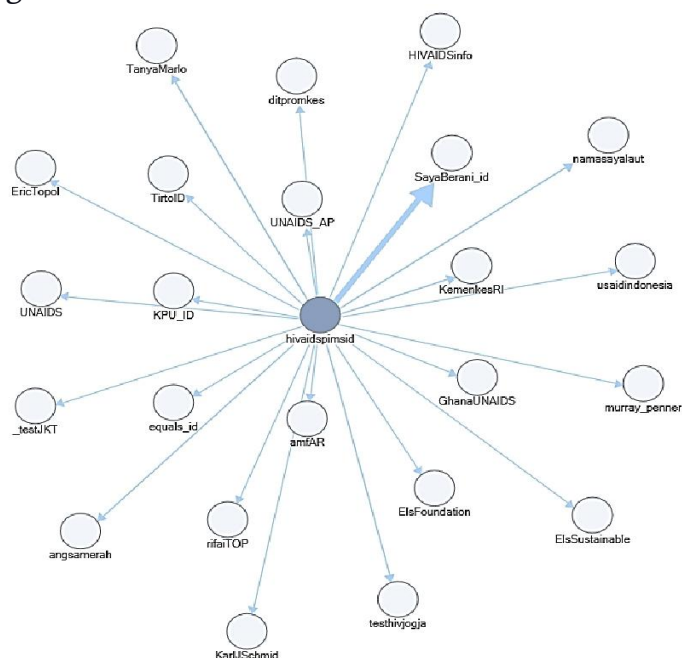 TanyaMarlo
HIVAIDSinfo
ditpromkes
namasayalaut
SayaBerani_id
EricTopol
TirtoID
UNAIDS_AP
UNAIDS
KPU_ID
KemenkesRI
usaidindonesia
hivaidspimsid
_testJKT
equals_id
amfAR
GhanaUNAIDS
murray_penner
angsamerah
rifaiTOP
ElsFoundation
ElsSustainable
testhivjogja
KarlJSchmid